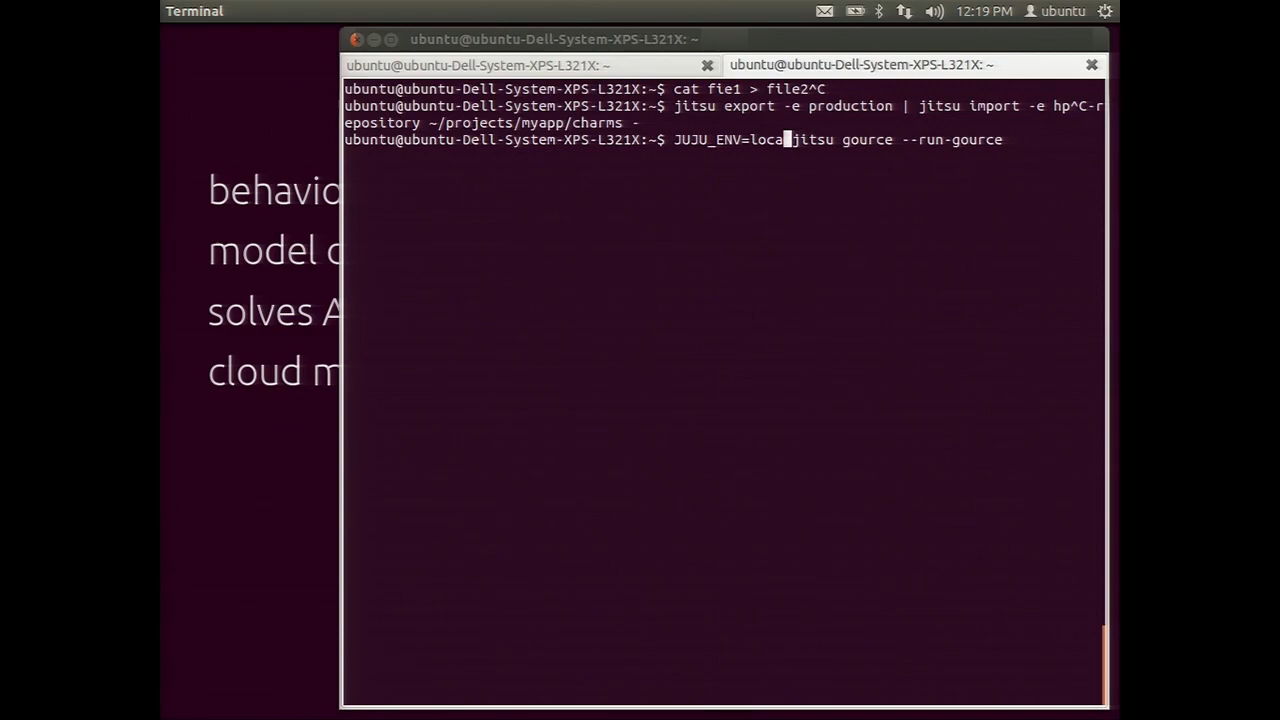 Terminal
12:19 PM ubuntu
ubuntu@ubuntu-Dell-System-XPS-L321X: ~
ubuntu@ubuntu-Dell-System-XPS-L321X: ~
ubuntu@ubuntu-Dell-System-XPS-L321X: ~
ubuntu@ubuntu-Dell-System-XPS-L321X:~$ cat fie1 > file2^C
ubuntu@ubuntu-Dell-System-XPS-L321X:~$ jitsu export -e production | jitsu import -e hp^C-r
epository ~/projects/myapp/charms -
ubuntu@ubuntu-Dell-System-XPS-L321X:~$ JUJU_ENV=loca jitsu gource --run-gource
behavio
model
solves A
cloud m